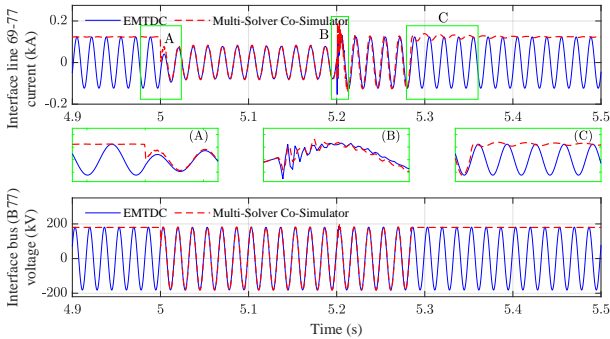 Interface line 69-77
current (kA)
EMTDC
Multi-Solver Co-Simulator
0.2
0
-0.2
A
B
C
4.9 5 5.1 5.2 5.3 5.4 5.5
(A)
(B)
(C)
Interface bus (B77)
voltage (kV)
EMTDC
Multi-Solver Co-Simulator
200
0
-200
4.9 5 5.1 5.2 5.3 5.4 5.5
Time (s)